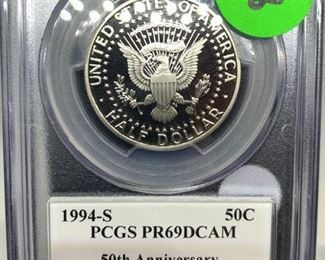 UNITED STATES OF AMERICA
HALF DOLLAR
1994-S 50C
PCGS PR69DCAM
50th Anniversary